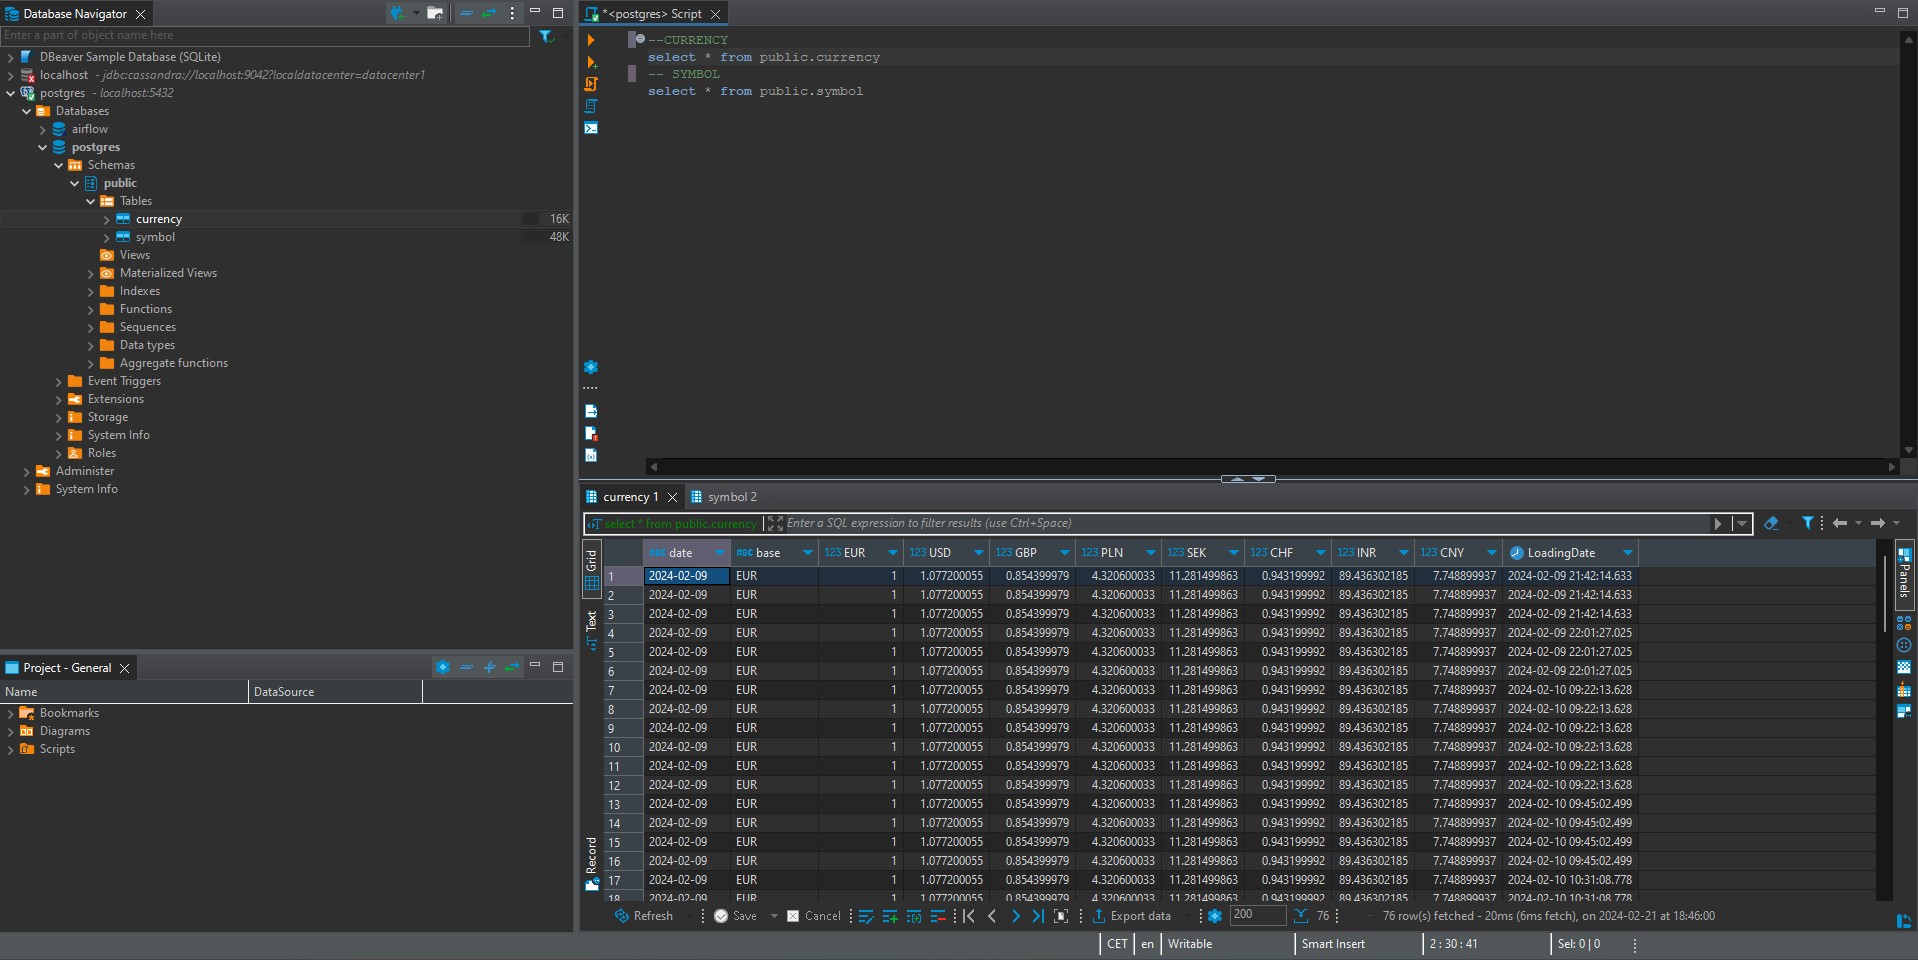 Database Navigator
Enter a part of object name here
DBeaver Sample Database (SQLite)
localhost - jdbc:cassandra://localhost:9042?localdatacenter=datacenter1
postgres - localhost:5432
Databases
airflow
postgres
Schemas
public
Tables
currency 16K
symbol 48K
Views
Materialized Views
Indexes
Functions
Sequences
Data types
Aggregate functions
Event Triggers
Extensions
Storage
System Info
Roles
Administer
System Info
Project - General
Name DataSource
Bookmarks
Diagrams
Scripts
*<postgres> Script
--CURRENCY
select * from public.currency
-- SYMBOL
select * from public.symbol
currency 1 symbol 2
select * from public.currency Enter a SQL expression to filter results (use Ctrl+Space)
Grid
Text
Record
Panels
ABC date ABC base 123 EUR 123 USD 123 GBP 123 PLN 123 SEK 123 CHF 123 INR 123 CNY LoadingDate
1 2024-02-09 EUR 1 1.077200055 0.854399979 4.320600033 11.281499863 0.943199992 89.436302185 7.748899937 2024-02-09 21:42:14.633
2 2024-02-09 EUR 1 1.077200055 0.854399979 4.320600033 11.281499863 0.943199992 89.436302185 7.748899937 2024-02-09 21:42:14.633
3 2024-02-09 EUR 1 1.077200055 0.854399979 4.320600033 11.281499863 0.943199992 89.436302185 7.748899937 2024-02-09 21:42:14.633
4 2024-02-09 EUR 1 1.077200055 0.854399979 4.320600033 11.281499863 0.943199992 89.436302185 7.748899937 2024-02-09 22:01:27.025
5 2024-02-09 EUR 1 1.077200055 0.854399979 4.320600033 11.281499863 0.943199992 89.436302185 7.748899937 2024-02-09 22:01:27.025
6 2024-02-09 EUR 1 1.077200055 0.854399979 4.320600033 11.281499863 0.943199992 89.436302185 7.748899937 2024-02-09 22:01:27.025
7 2024-02-09 EUR 1 1.077200055 0.854399979 4.320600033 11.281499863 0.943199992 89.436302185 7.748899937 2024-02-10 09:22:13.628
8 2024-02-09 EUR 1 1.077200055 0.854399979 4.320600033 11.281499863 0.943199992 89.436302185 7.748899937 2024-02-10 09:22:13.628
9 2024-02-09 EUR 1 1.077200055 0.854399979 4.320600033 11.281499863 0.943199992 89.436302185 7.748899937 2024-02-10 09:22:13.628
10 2024-02-09 EUR 1 1.077200055 0.854399979 4.320600033 11.281499863 0.943199992 89.436302185 7.748899937 2024-02-10 09:22:13.628
11 2024-02-09 EUR 1 1.077200055 0.854399979 4.320600033 11.281499863 0.943199992 89.436302185 7.748899937 2024-02-10 09:22:13.628
12 2024-02-09 EUR 1 1.077200055 0.854399979 4.320600033 11.281499863 0.943199992 89.436302185 7.748899937 2024-02-10 09:22:13.628
13 2024-02-09 EUR 1 1.077200055 0.854399979 4.320600033 11.281499863 0.943199992 89.436302185 7.748899937 2024-02-10 09:45:02.499
14 2024-02-09 EUR 1 1.077200055 0.854399979 4.320600033 11.281499863 0.943199992 89.436302185 7.748899937 2024-02-10 09:45:02.499
15 2024-02-09 EUR 1 1.077200055 0.854399979 4.320600033 11.281499863 0.943199992 89.436302185 7.748899937 2024-02-10 09:45:02.499
16 2024-02-09 EUR 1 1.077200055 0.854399979 4.320600033 11.281499863 0.943199992 89.436302185 7.748899937 2024-02-10 09:45:02.499
17 2024-02-09 EUR 1 1.077200055 0.854399979 4.320600033 11.281499863 0.943199992 89.436302185 7.748899937 2024-02-10 10:31:08.778
18 2024-02-09 EUR 1 1.077200055 0.854399979 4.320600033 11.281499863 0.943199992 89.436302185 7.748899937 2024-02-10 10:31:08.778
Refresh Save Cancel Export data 200 76 76 row(s) fetched - 20ms (6ms fetch), on 2024-02-21 at 18:46:00
CET en Writable Smart Insert 2 : 30 : 41 Sel: 0 | 0